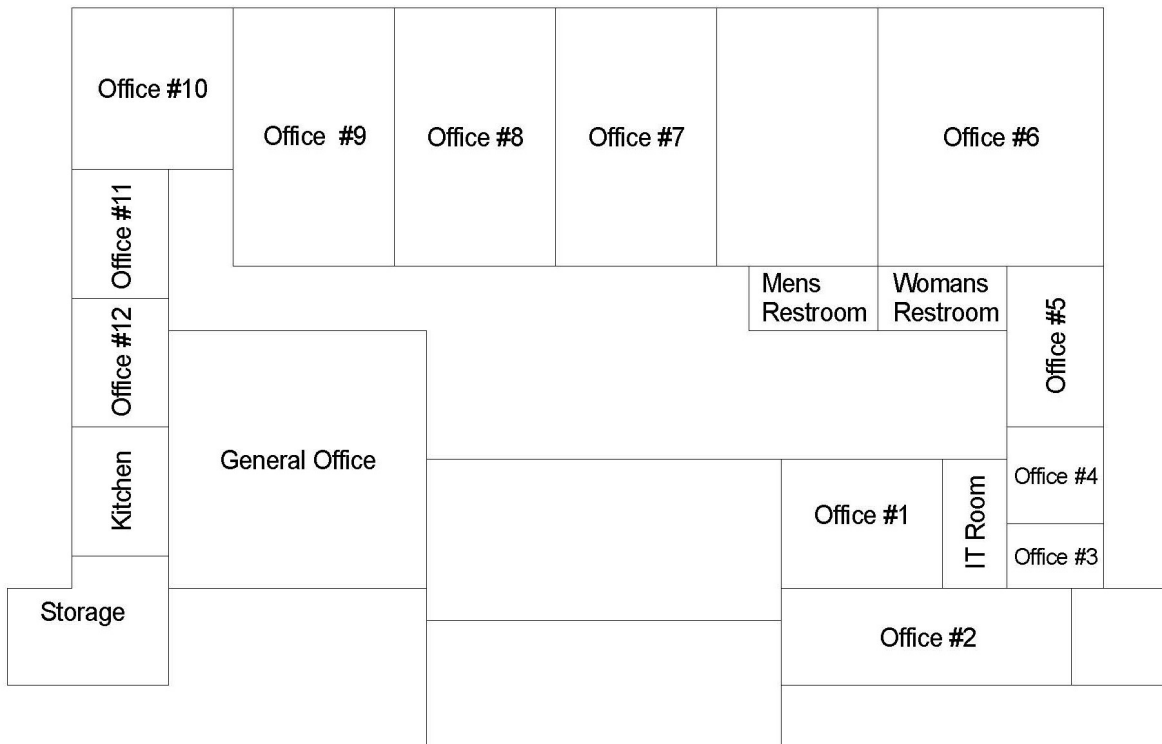 Office #10
Office #9
Office #8
Office #7
Office #6
Office #11
Mens
Restroom
Womans
Restroom
Office #12
Office #5
General Office
Kitchen
Office #1
IT Room
Office #4
Office #3
Storage
Office #2